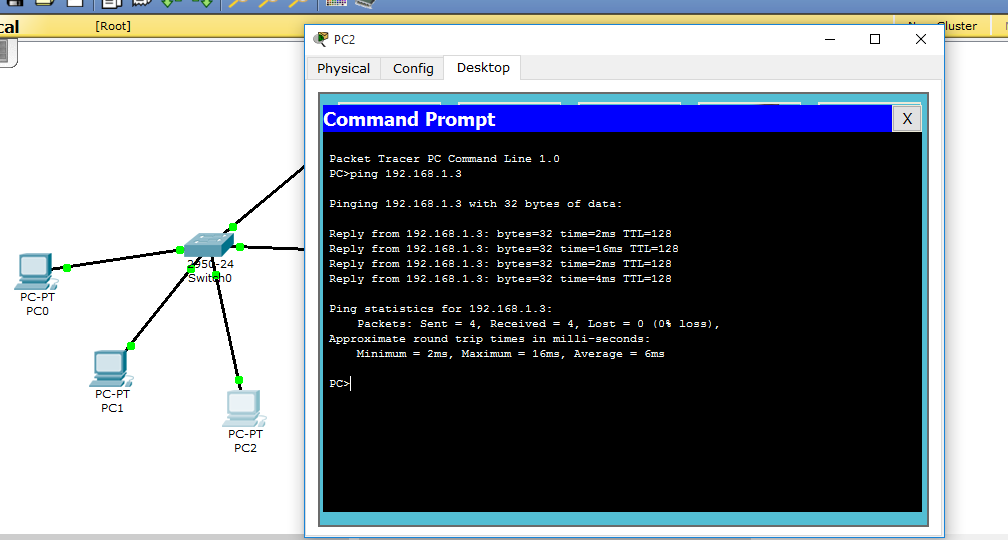 cal
[Root]
New Cluster
PC2
Physical
Config
Desktop
Command Prompt
X
Packet Tracer PC Command Line 1.0
PC>ping 192.168.1.3
Pinging 192.168.1.3 with 32 bytes of data:
Reply from 192.168.1.3: bytes=32 time=2ms TTL=128
Reply from 192.168.1.3: bytes=32 time=16ms TTL=128
Reply from 192.168.1.3: bytes=32 time=2ms TTL=128
Reply from 192.168.1.3: bytes=32 time=4ms TTL=128
Ping statistics for 192.168.1.3:
Packets: Sent = 4, Received = 4, Lost = 0 (0% loss),
Approximate round trip times in milli-seconds:
Minimum = 2ms, Maximum = 16ms, Average = 6ms
PC>
2950-24
Switch0
PC-PT
PC0
PC-PT
PC1
PC-PT
PC2